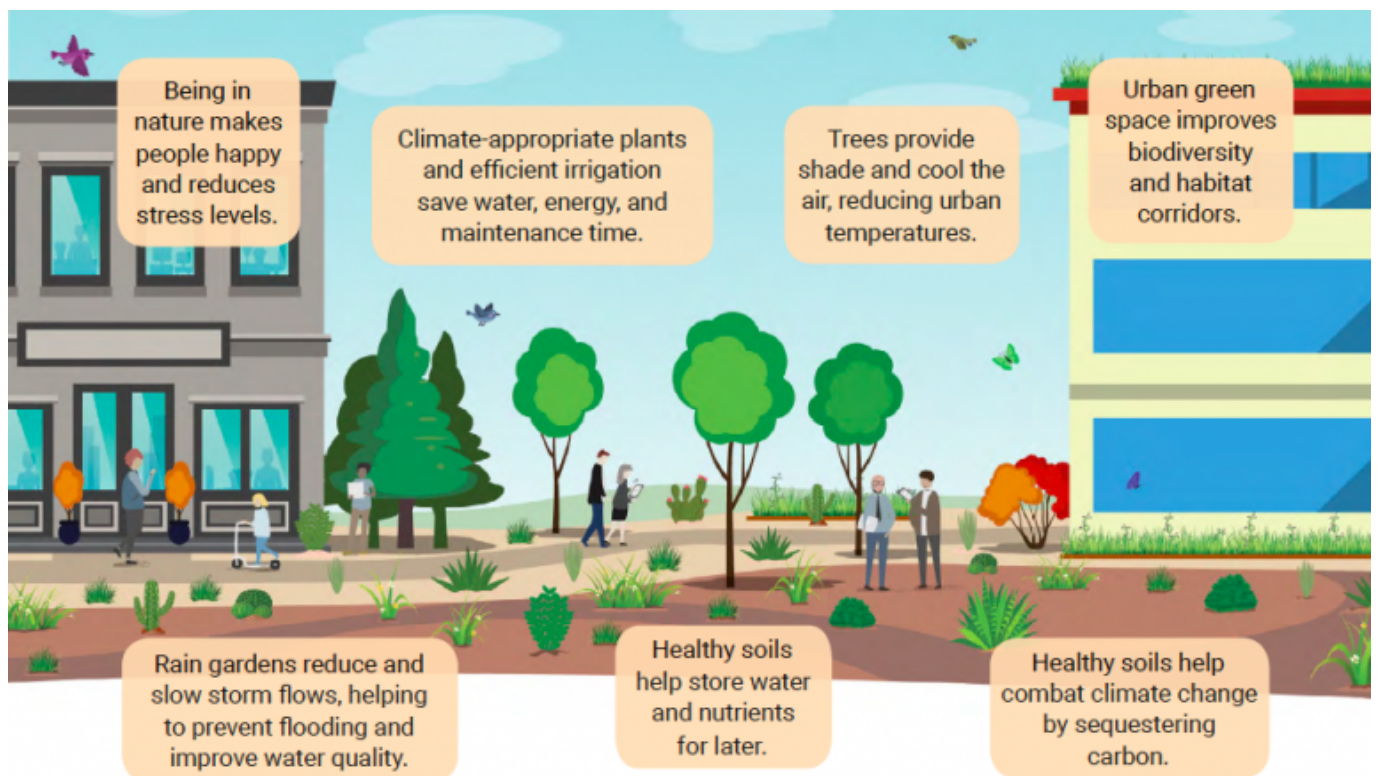 Being in
nature makes
people happy
and reduces
stress levels.
Climate-appropriate plants
and efficient irrigation
save water, energy, and
maintenance time.
Trees provide
shade and cool the
air, reducing urban
temperatures.
Urban green
space improves
biodiversity
and habitat
corridors.
Rain gardens reduce and
slow storm flows, helping
to prevent flooding and
improve water quality.
Healthy soils
help store water
and nutrients
for later.
Healthy soils help
combat climate change
by sequestering
carbon.